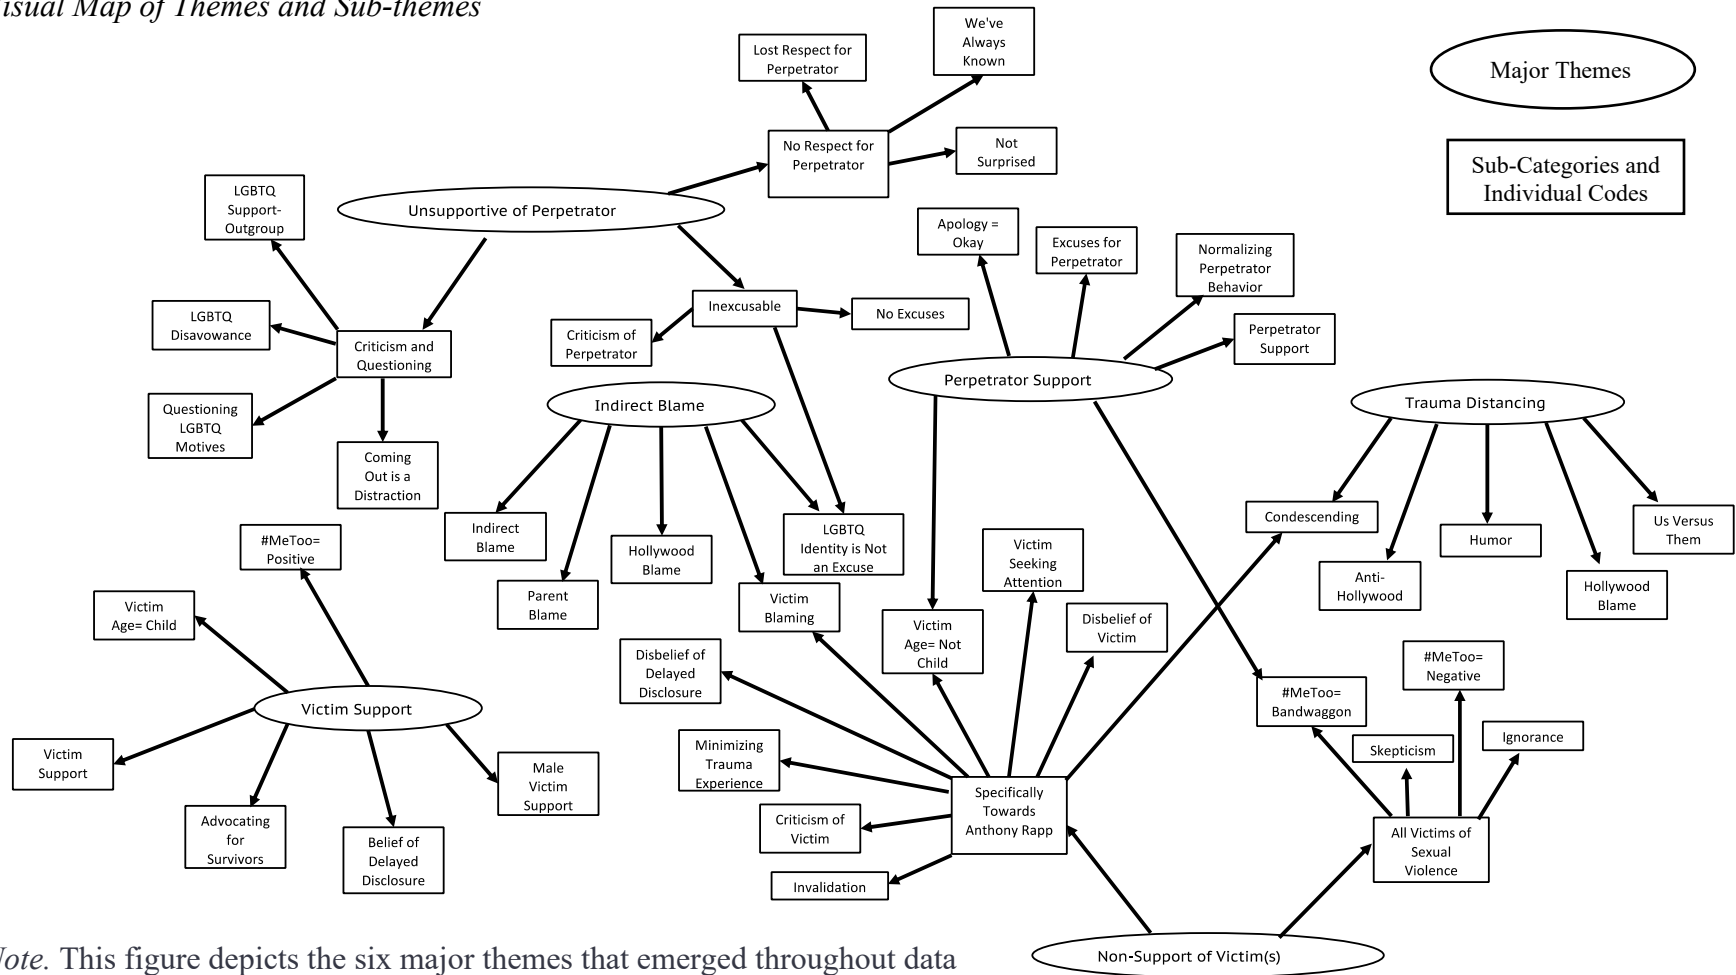 isual Map of Themes and Sub-themes
We've
Always
Known
Lost Respect for
Perpetrator
Major Themes
No Respect for
Perpetrator
Not
Surprised
Sub-Categories and
Individual Codes
LGBTQ
Support-
Outgroup
Unsupportive of Perpetrator
Apology =
Okay
Excuses for
Perpetrator
Normalizing
Perpetrator
Behavior
Inexcusable
No Excuses
LGBTQ
Disavowance
Criticism of
Perpetrator
Perpetrator
Support
Criticism and
Questioning
Perpetrator Support
Indirect Blame
Trauma Distancing
Questioning
LGBTQ
Motives
Coming
Out is a
Distraction
Indirect
Blame
LGBTQ
Identity is Not
an Excuse
Condescending
Us Versus
Them
#MeToo=
Positive
Hollywood
Blame
Victim
Seeking
Attention
Humor
Anti-
Hollywood
Hollywood
Blame
Parent
Blame
Victim
Blaming
Victim
Age= Child
Victim
Age= Not
Child
Disbelief of
Victim
Disbelief of
Delayed
Disclosure
#MeToo=
Negative
Victim Support
#MeToo=
Bandwaggon
Skepticism
Ignorance
Victim
Support
Male
Victim
Support
Minimizing
Trauma
Experience
Specifically
Towards
Anthony Rapp
Advocating
for
Survivors
Belief of
Delayed
Disclosure
Criticism of
Victim
All Victims of
Sexual
Violence
Invalidation
Non-Support of Victim(s)
ote. This figure depicts the six major themes that emerged throughout data